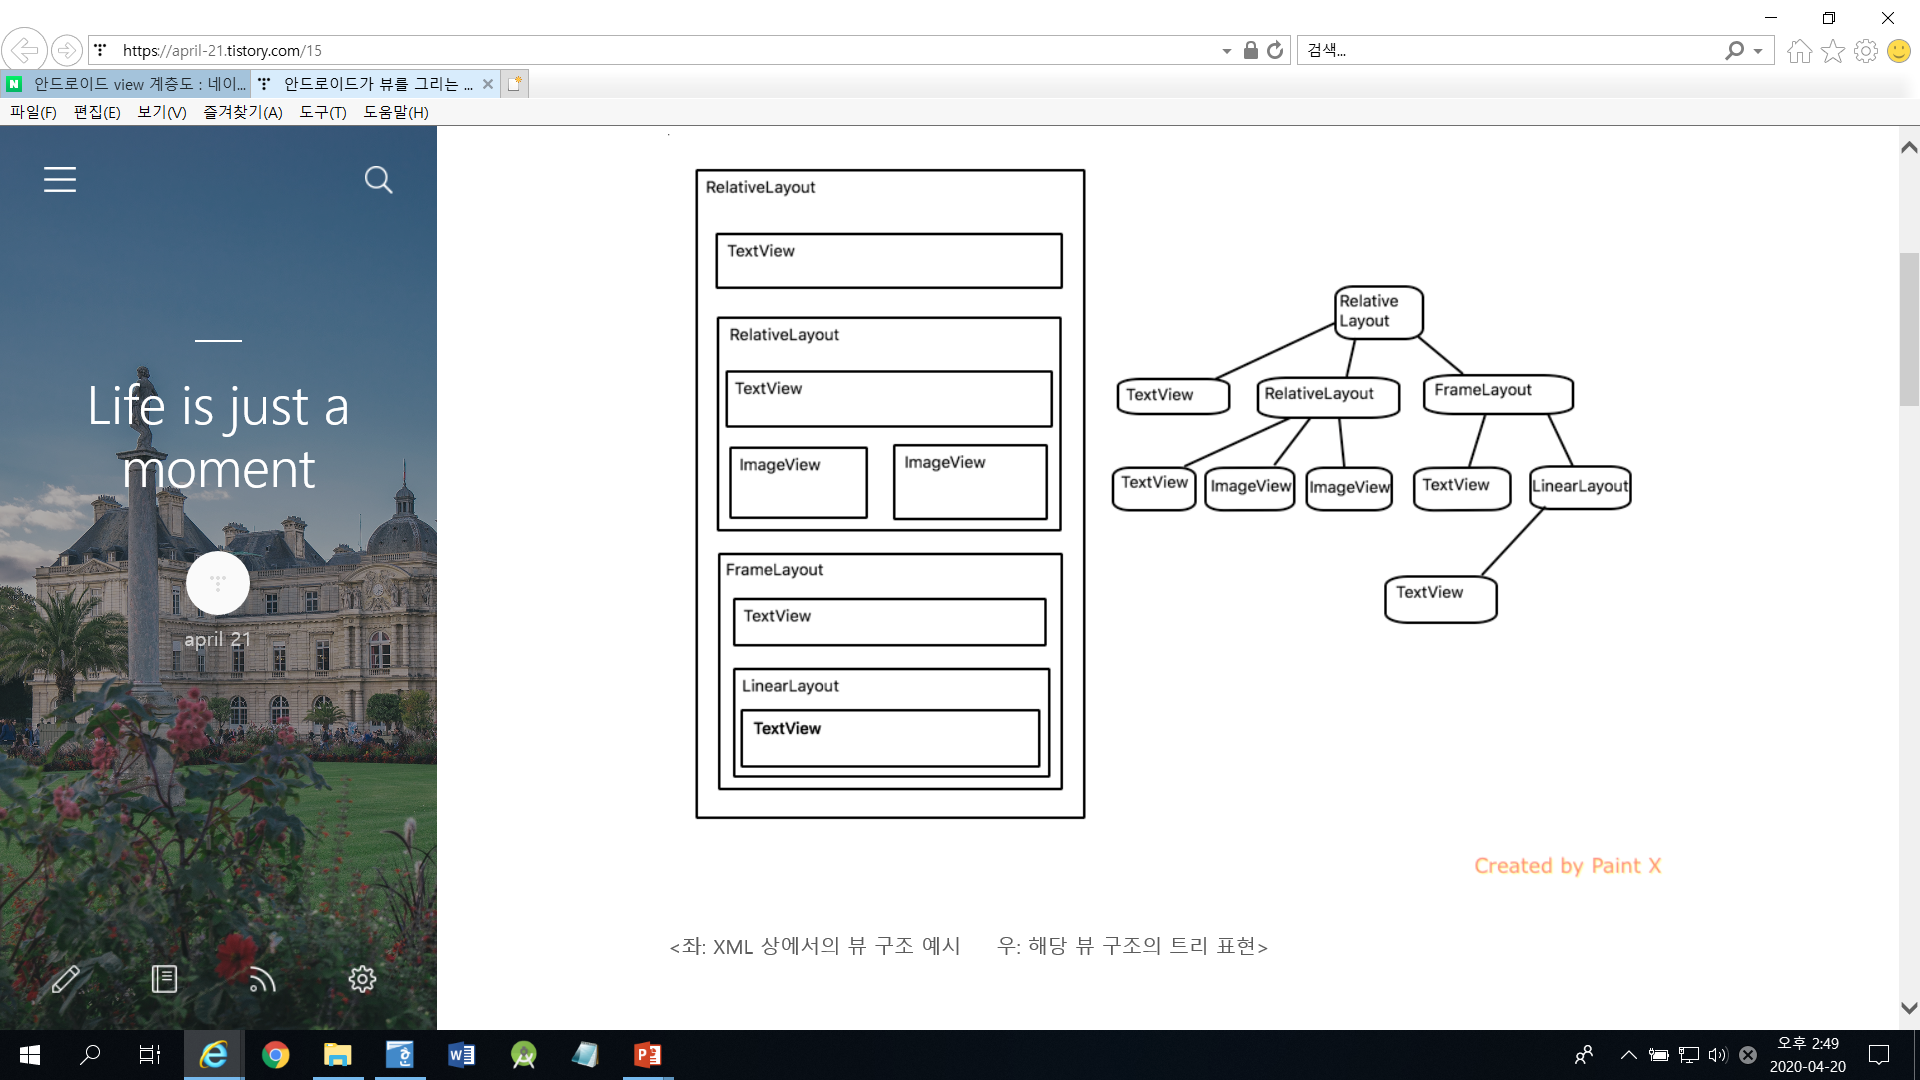 https://april-21.tistory.com/15
검색...
안드로이드 view 계층도 : 네이...
안드로이드가 뷰를 그리는 ...
파일(F) 편집(E) 보기(V) 즐겨찾기(A) 도구(T) 도움말(H)
Life is just a
moment
april 21
RelativeLayout
TextView
RelativeLayout
TextView
ImageView
ImageView
FrameLayout
TextView
LinearLayout
TextView
Relative
Layout
TextView
RelativeLayout
FrameLayout
TextView
ImageView
ImageView
TextView
LinearLayout
TextView
Created by Paint X
<좌: XML 상에서의 뷰 구조 예시 우: 해당 뷰 구조의 트리 표현>
오후 2:49
2020-04-20